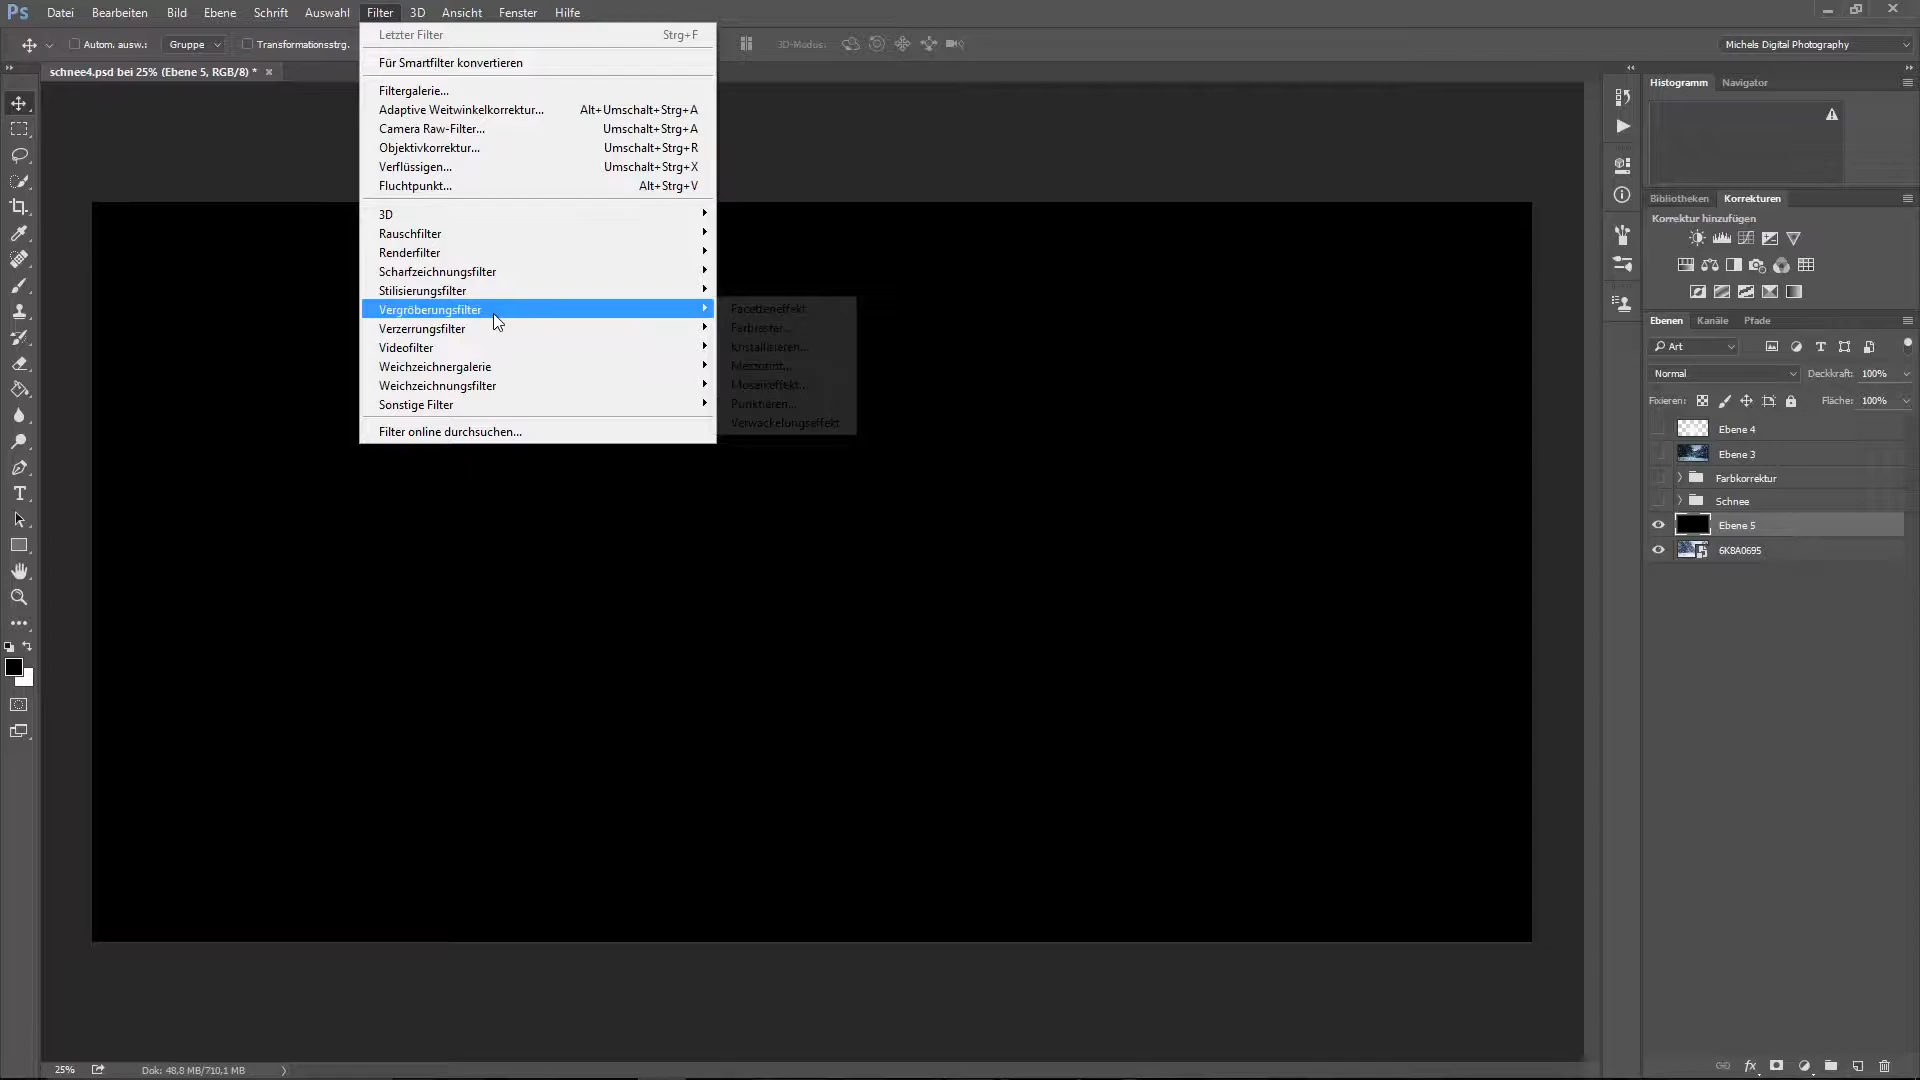 Ps Datei Bearbeiten Bild Ebene Schrift Auswahl Filter 3D Ansicht Fenster Hilfe
Autom. ausw.: Gruppe Transformationsstrg. 3D-Modus: Michels Digital Photography
schnee4.psd bei 25% (Ebene 5, RGB/8) *
Letzter Filter Strg+F
Für Smartfilter konvertieren
Filtergalerie...
Adaptive Weitwinkelkorrektur... Alt+Umschalt+Strg+A
Camera Raw-Filter... Umschalt+Strg+A
Objektivkorrektur... Umschalt+Strg+R
Verflüssigen... Umschalt+Strg+X
Fluchtpunkt... Alt+Strg+V
3D
Rauschfilter
Renderfilter
Scharfzeichnungsfilter
Stilisierungsfilter
Vergröberungsfilter
Verzerrungsfilter
Videofilter
Weichzeichnergalerie
Weichzeichnungsfilter
Sonstige Filter
Filter online durchsuchen...
Facetteneffekt
Farbraster...
Kristallisieren...
Mezzotint...
Mosaikeffekt...
Punktieren...
Verwackelungseffekt
Histogramm Navigator
Bibliotheken Korrekturen
Korrektur hinzufügen
Ebenen Kanäle Pfade
Art
Normal Deckkraft: 100%
Fixieren: Fläche: 100%
Ebene 4
Ebene 3
Farbkorrektur
Schnee
Ebene 5
6K8A0695
T
25% Dok: 48,8 MB/710,1 MB
fx